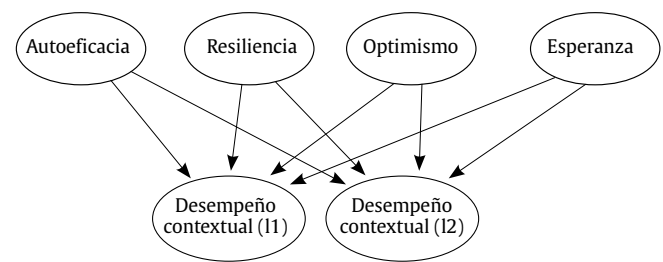 Autoeficacia
Resiliencia
Optimismo
Esperanza
Desempeño
contextual (l1)
Desempeño
contextual (l2)